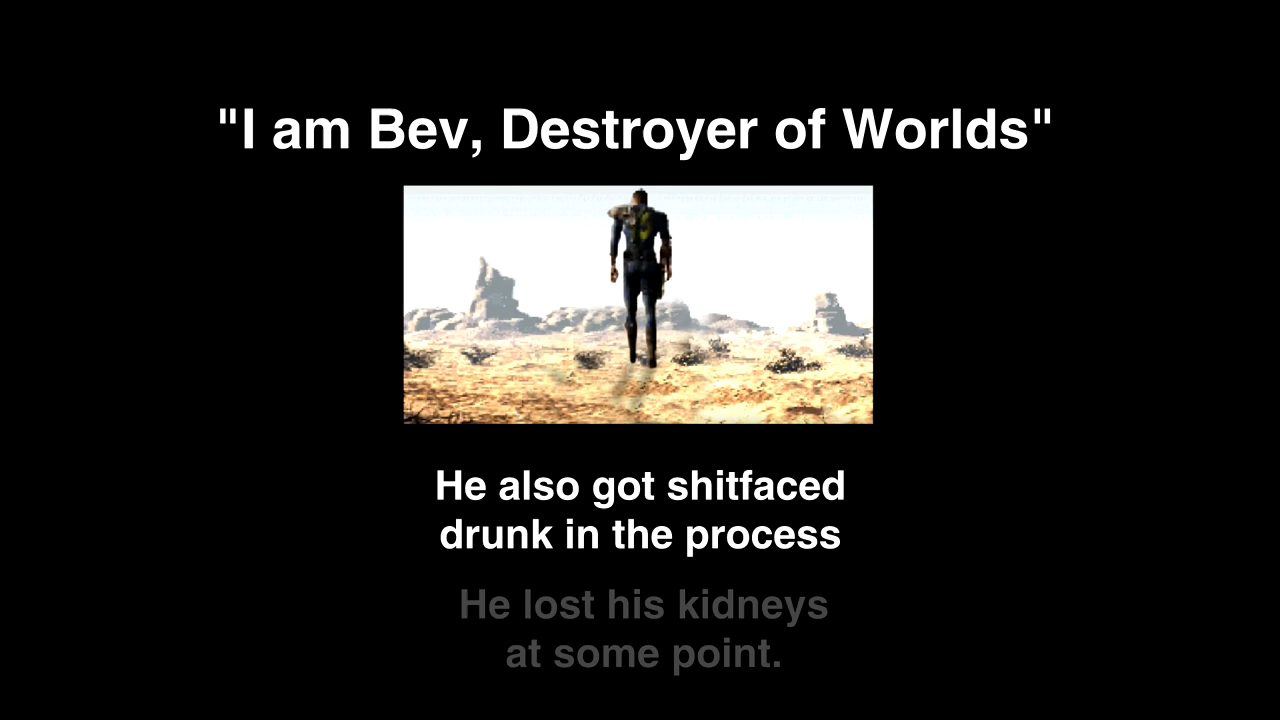 "I am Bev, Destroyer of Worlds"
He also got shitfaced
drunk in the process
He lost his kidneys
at some point.